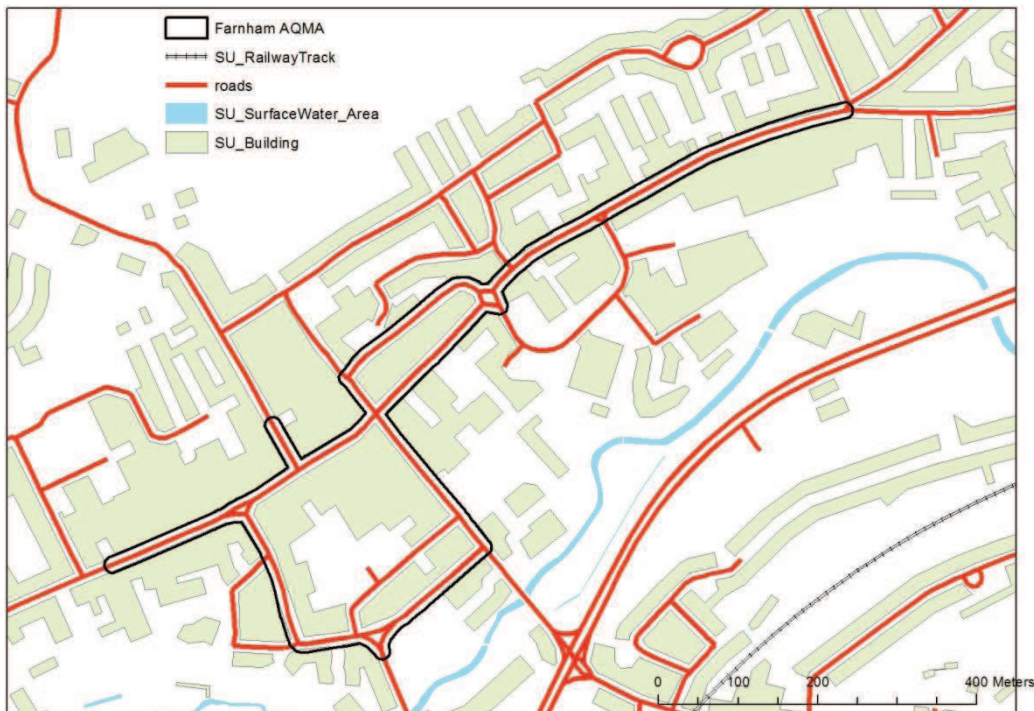 Farnham AQMA
SU_RailwayTrack
roads
SU_SurfaceWater_Area
SU_Building
0 100 200 400 Meters